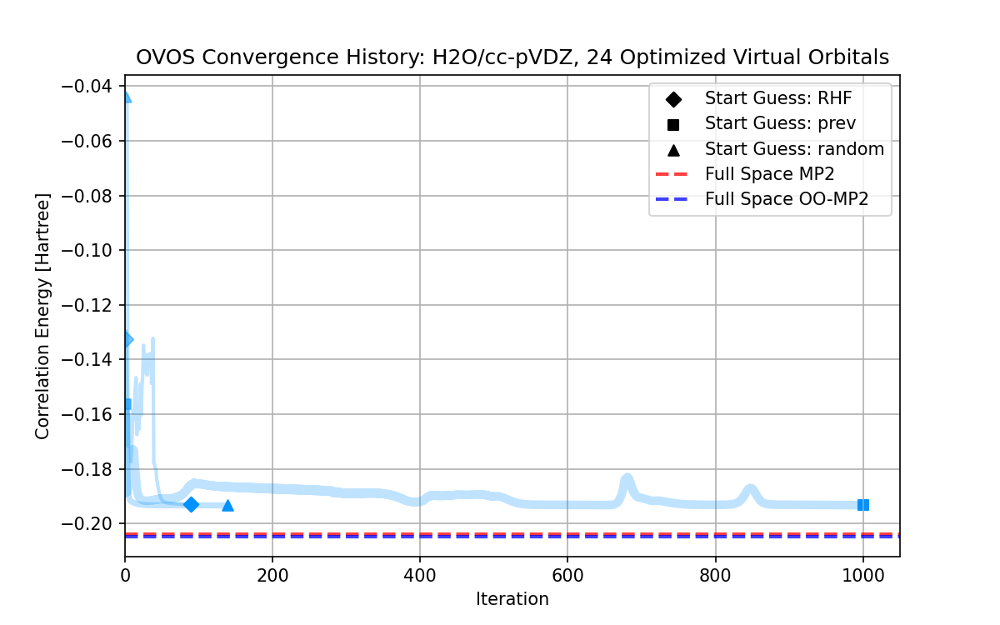 OVOS Convergence History: H2O/cc-pVDZ, 24 Optimized Virtual Orbitals
Start Guess: RHF
Start Guess: prev
Start Guess: random
Full Space MP2
Full Space OO-MP2
Correlation Energy [Hartree]
−0.04
−0.06
−0.08
−0.10
−0.12
−0.14
−0.16
−0.18
−0.20
0
200
400
600
800
1000
Iteration